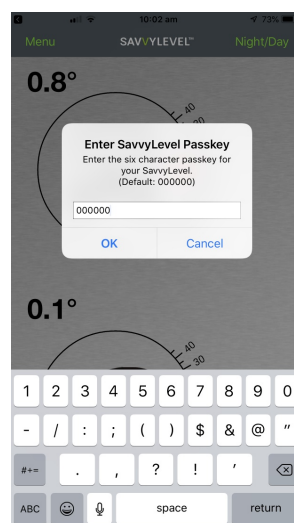 10:02 am
73%
Menu
SAVVYLEVEL™
Night/Day
0.8°
40
20
Enter SavvyLevel Passkey
Enter the six character passkey for
your SavvyLevel.
(Default: 000000)
000000
OK
Cancel
0.1°
40
30
1 2 3 4 5 6 7 8 9 0
- / : ; ( ) $ & @ "
#+= . , ? ! '
ABC space return